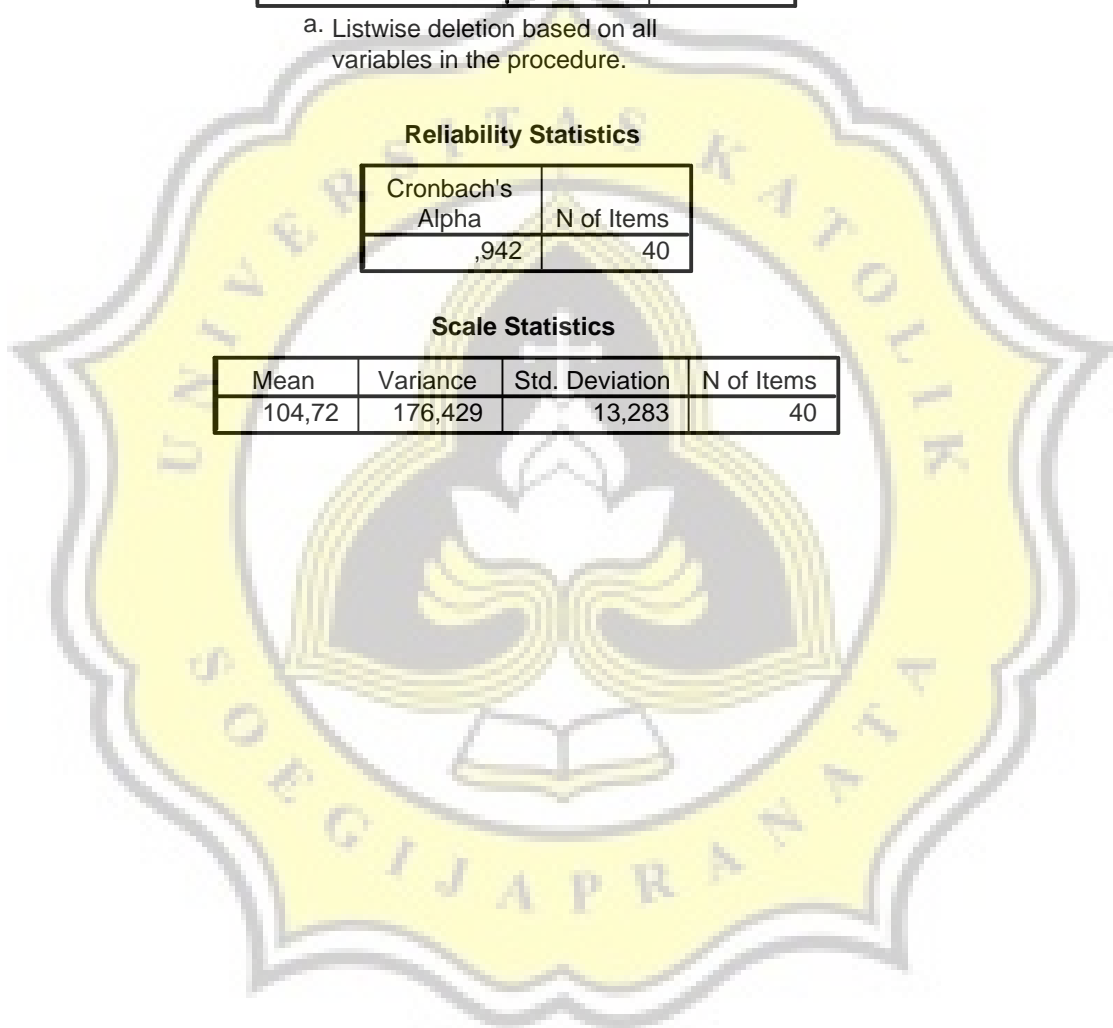 a. Listwise deletion based on all
variables in the procedure.
Reliability Statistics
Cronbach's
Alpha N of Items
,942 40
Scale Statistics
Mean Variance Std. Deviation N of Items
104,72 176,429 13,283 40
UNIVERSITAS KATOLIK
SOEGIJAPRANATA